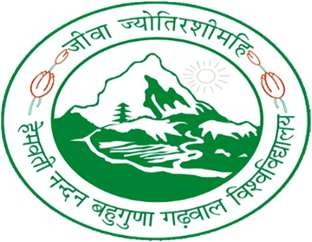 जीवा ज्योतिरशीमहि
हेमवती नन्दन बहुगुणा गढ़वाल विश्वविद्यालय